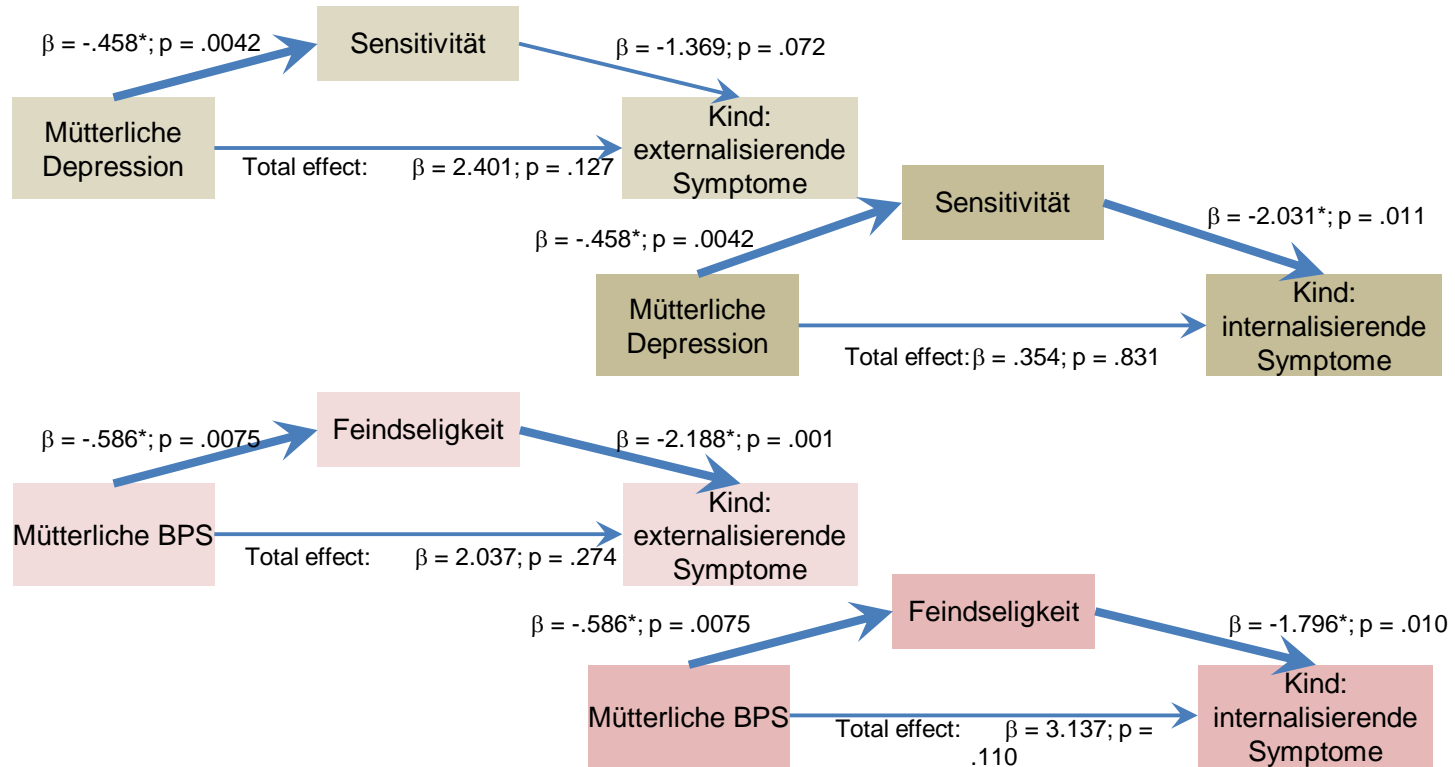 β = -.458*; p = .0042
Sensitivität
β = -1.369; p = .072
Mütterliche
Depression
Total effect: β = 2.401; p = .127
Kind:
externalisierende
Symptome
β = -.458*; p = .0042
Sensitivität
β = -2.031*; p = .011
Mütterliche
Depression
Total effect: β = .354; p = .831
Kind:
internalisierende
Symptome
β = -.586*; p = .0075
Feindseligkeit
β = -2.188*; p = .001
Mütterliche BPS
Total effect: β = 2.037; p = .274
Kind:
externalisierende
Symptome
β = -.586*; p = .0075
Feindseligkeit
β = -1.796*; p = .010
Mütterliche BPS
Total effect: β = 3.137; p =
.110
Kind:
internalisierende
Symptome